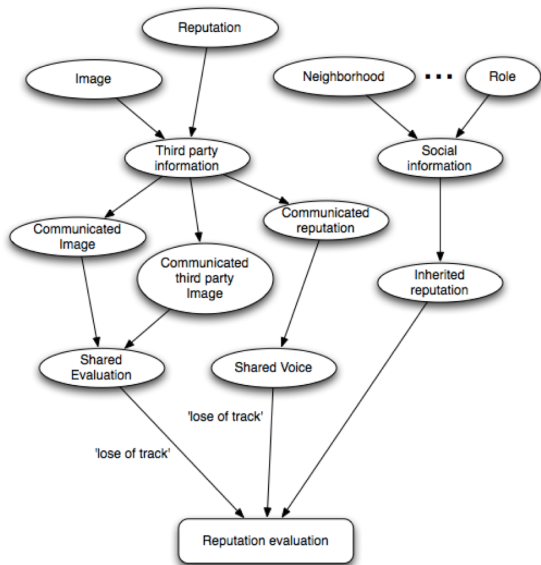 Reputation
Image
Neighborhood
...
Role
Third party
information
Social
information
Communicated
Image
Communicated
reputation
Communicated
third party
Image
Inherited
reputation
Shared
Evaluation
Shared Voice
'lose of track'
'lose of track'
Reputation evaluation